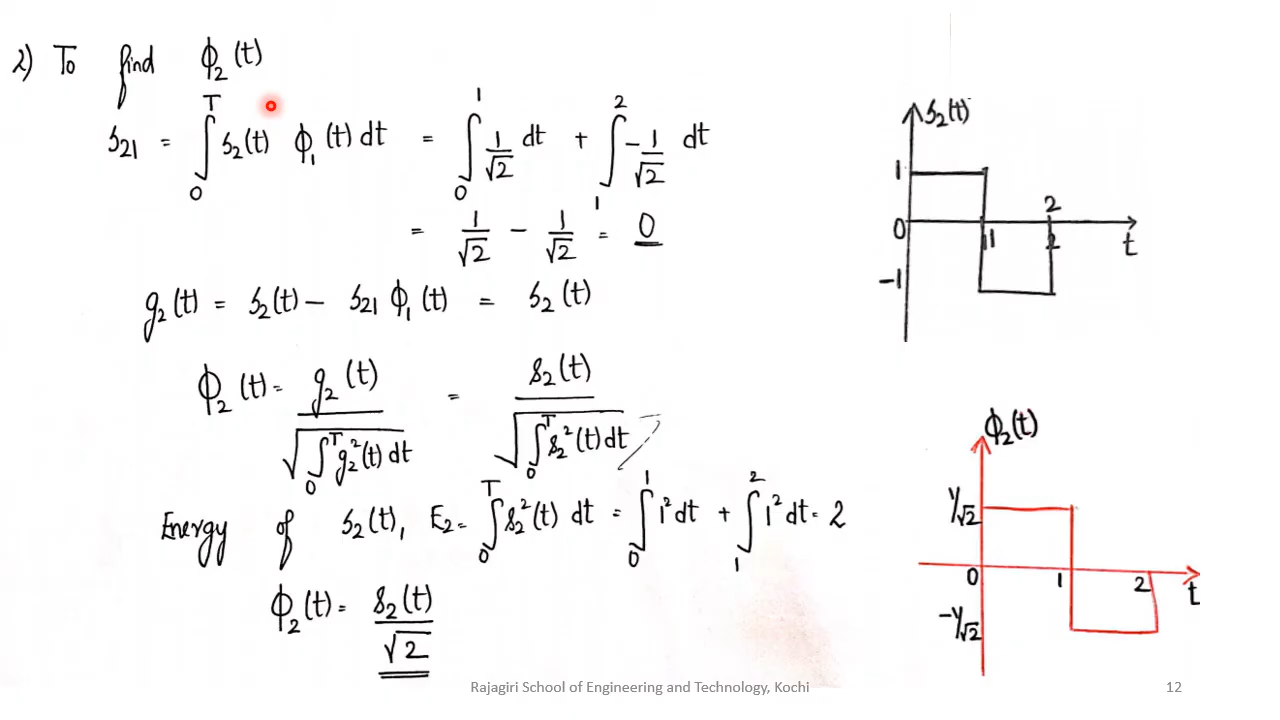 2) To find ϕ₂(t)
s₂₁ = ∫₀ᵀ s₂(t) ϕ₁(t) dt = ∫₀¹ 1/√2 dt + ∫₁² -1/√2 dt
= 1/√2 − 1/√2 = 0
g₂(t) = s₂(t) − s₂₁ ϕ₁(t) = s₂(t)
ϕ₂(t) = g₂(t) / √(∫₀ᵀ g₂²(t) dt) = s₂(t) / √(∫₀ᵀ s₂²(t) dt)
Energy of s₂(t), E₂ = ∫₀ᵀ s₂²(t) dt = ∫₀¹ 1² dt + ∫₁² 1² dt = 2
ϕ₂(t) = s₂(t) / √2
s₂(t)
1
2
0 1 2 t
-1
ϕ₂(t)
1/√2
0 1 2 t
-1/√2
Rajagiri School of Engineering and Technology, Kochi 12